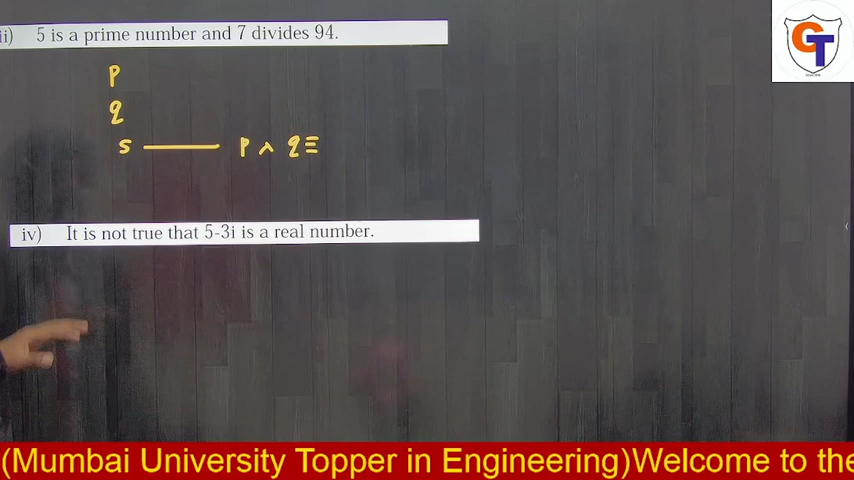 ii) 5 is a prime number and 7 divides 94.
p
q
s — p ∧ q ≡
iv) It is not true that 5-3i is a real number.
GT
(Mumbai University Topper in Engineering)Welcome to the